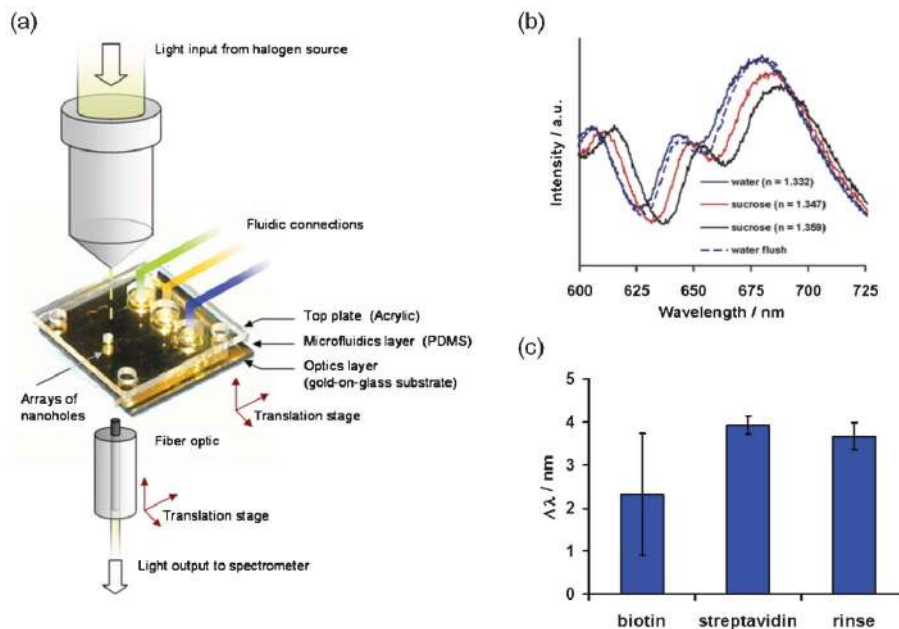 (a)
Light input from halogen source
Fluidic connections
Top plate (Acrylic)
Microfluidics layer (PDMS)
Optics layer
(gold-on-glass substrate)
Arrays of
nanoholes
Translation stage
Fiber optic
Translation stage
Light output to spectrometer
(b)
Intensity / a.u.
water (n = 1.332)
sucrose (n = 1.347)
sucrose (n = 1.359)
water flush
600 625 650 675 700 725
Wavelength / nm
(c)
Δλ / nm
5
4
3
2
1
0
biotin streptavidin rinse